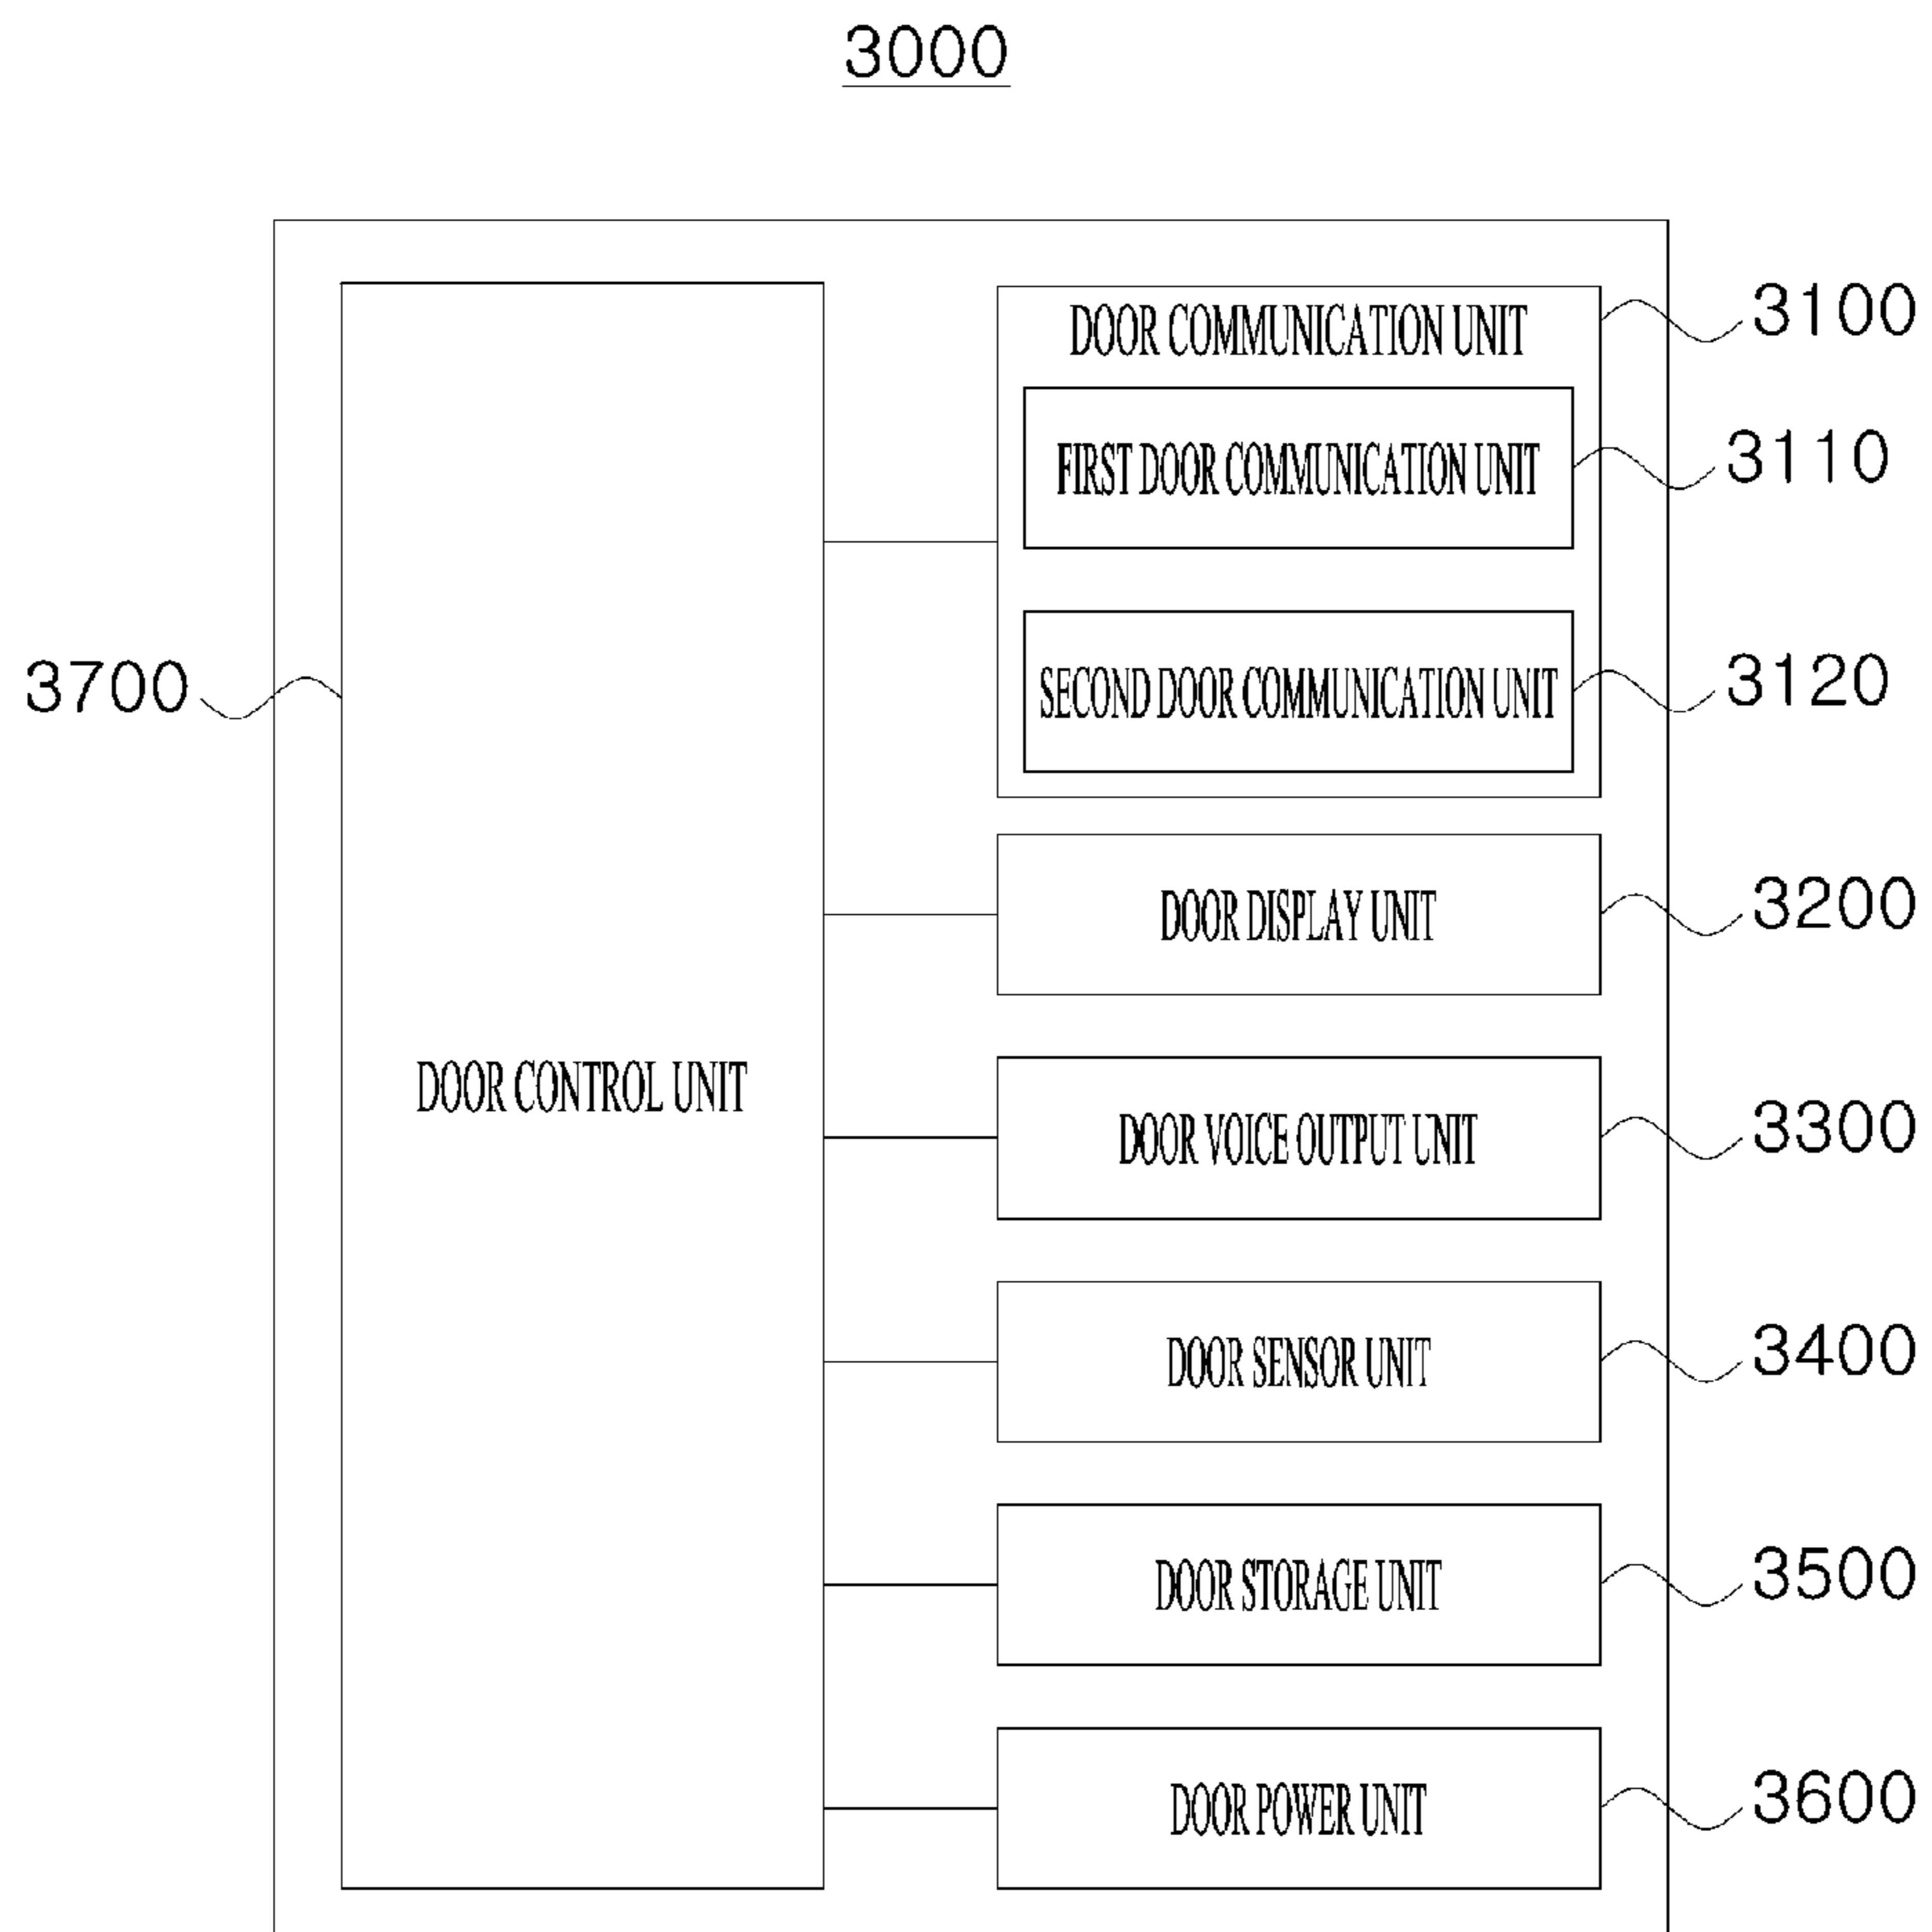 3000
DOOR COMMUNICATION UNIT
3100
FIRST DOOR COMMUNICATION UNIT
3110
SECOND DOOR COMMUNICATION UNIT
3120
3700
DOOR DISPLAY UNIT
3200
DOOR CONTROL UNIT
DOOR VOICE OUTPUT UNIT
3300
DOOR SENSOR UNIT
3400
DOOR STORAGE UNIT
3500
DOOR POWER UNIT
3600